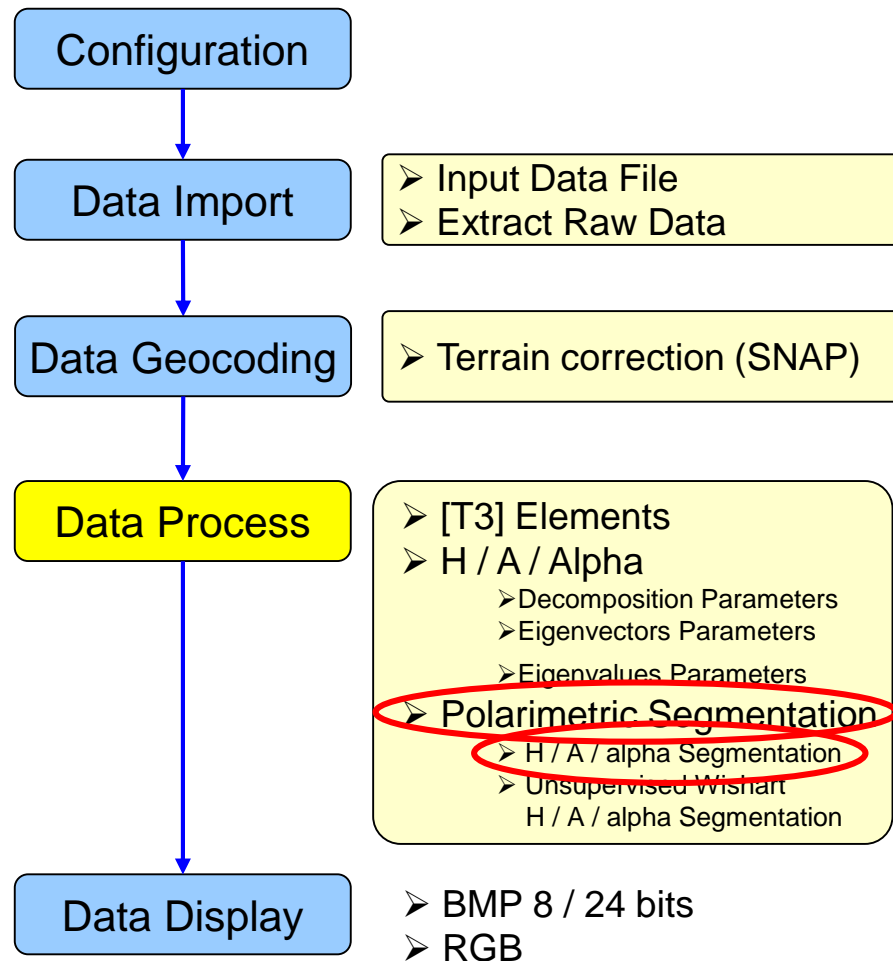 Configuration
Data Import
➢ Input Data File
➢ Extract Raw Data
Data Geocoding
➢ Terrain correction (SNAP)
Data Process
➢ [T3] Elements
➢ H / A / Alpha
➢Decomposition Parameters
➢Eigenvectors Parameters
➢Eigenvalues Parameters
➢ Polarimetric Segmentation
➢ H / A / alpha Segmentation
➢ Unsupervised Wishart
H / A / alpha Segmentation
Data Display
➢ BMP 8 / 24 bits
➢ RGB